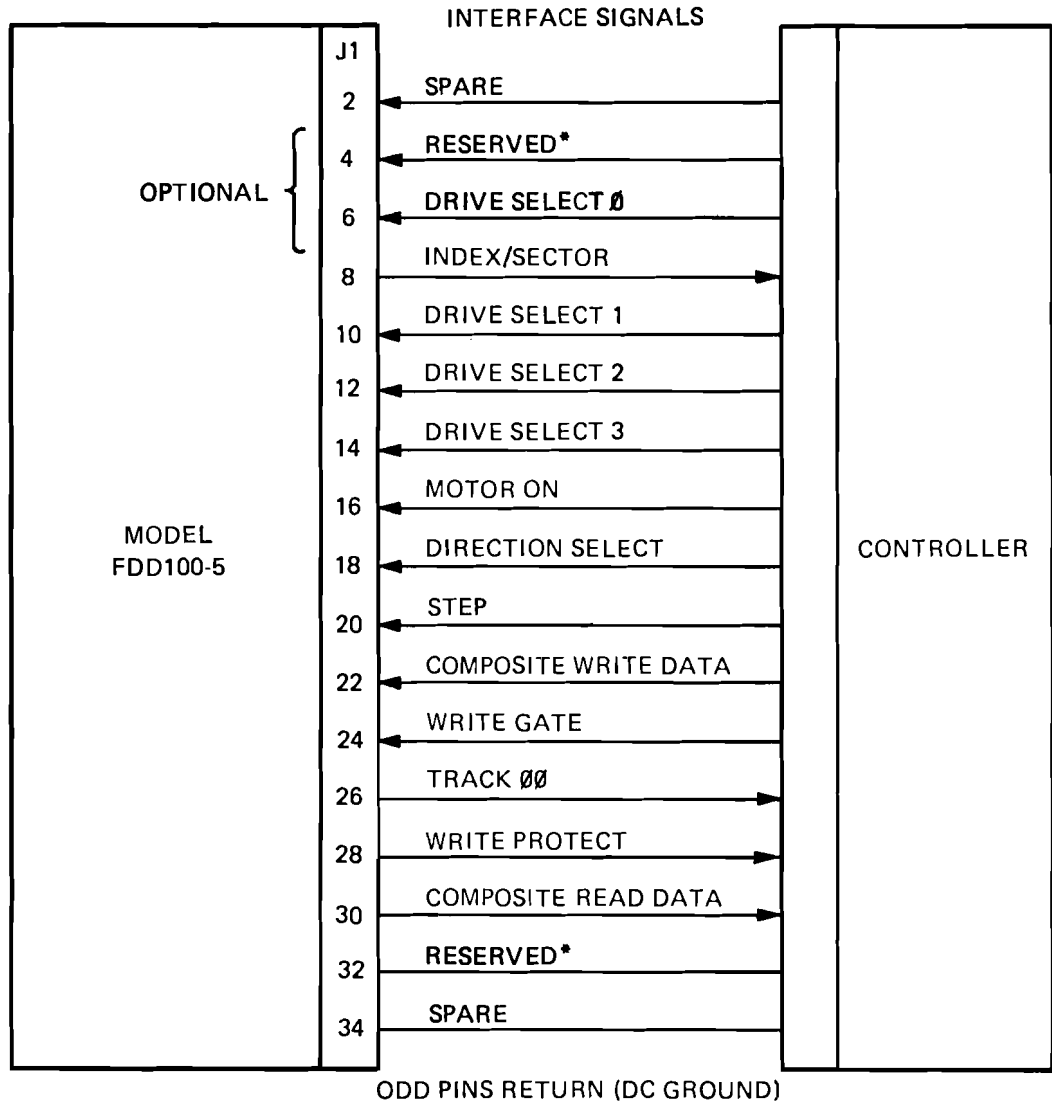 INTERFACE SIGNALS
J1
2 SPARE
4 RESERVED*
OPTIONAL
6 DRIVE SELECT Ø
8 INDEX/SECTOR
10 DRIVE SELECT 1
12 DRIVE SELECT 2
14 DRIVE SELECT 3
16 MOTOR ON
MODEL
FDD100-5
18 DIRECTION SELECT
CONTROLLER
20 STEP
22 COMPOSITE WRITE DATA
24 WRITE GATE
26 TRACK ØØ
28 WRITE PROTECT
30 COMPOSITE READ DATA
32 RESERVED*
34 SPARE
ODD PINS RETURN (DC GROUND)